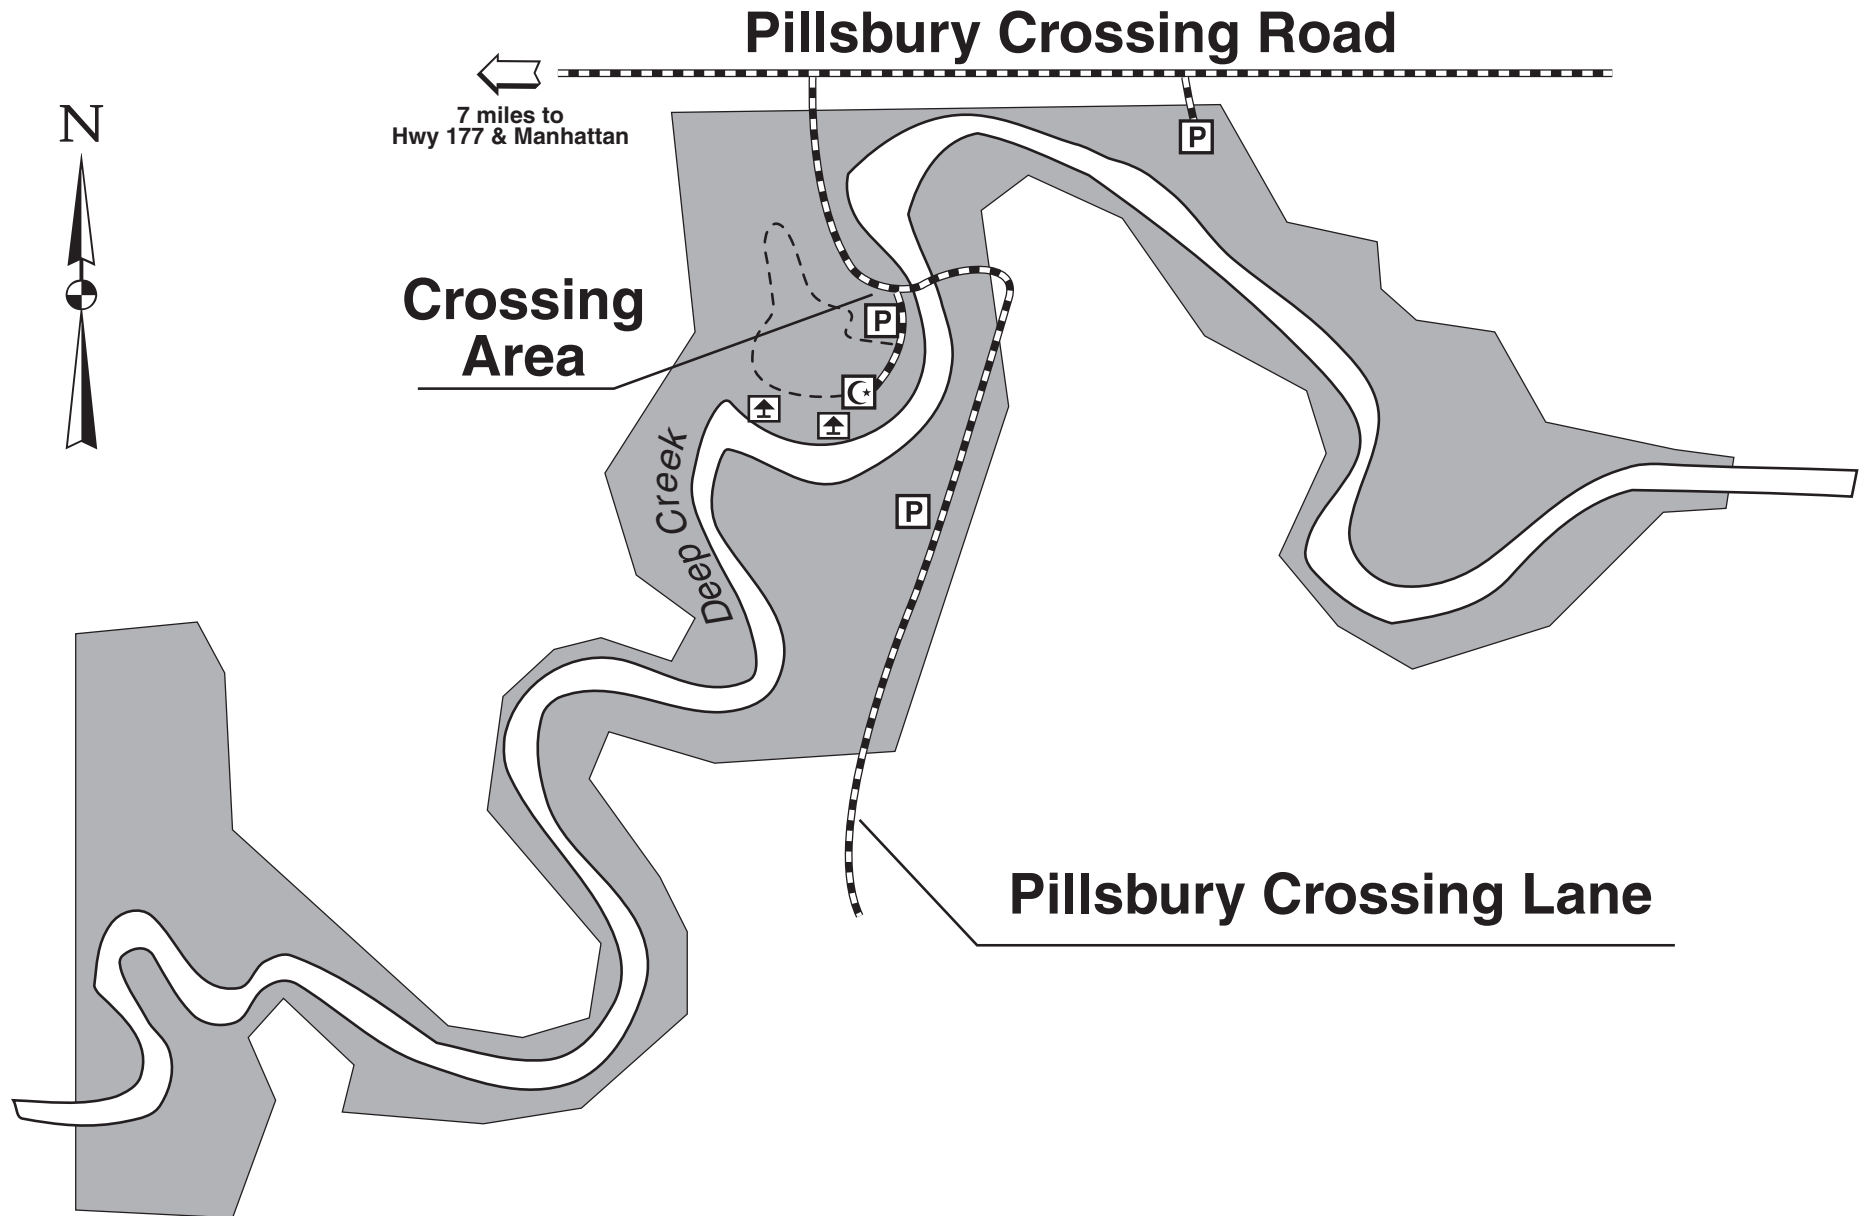 Pillsbury Crossing Road
7 miles to
Hwy 177 & Manhattan
N
P
Crossing
Area
P
Deep Creek
P
Pillsbury Crossing Lane